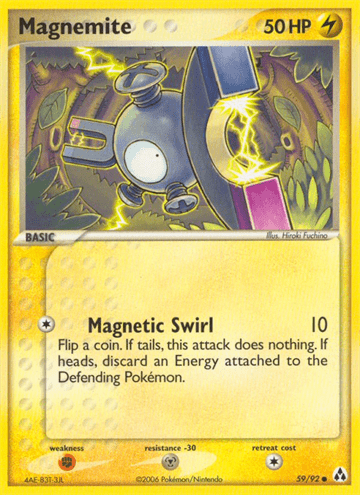 Magnemite 50 HP
BASIC
Illus. Hiroki Fuchino
Magnetic Swirl 10
Flip a coin. If tails, this attack does nothing. If
heads, discard an Energy attached to the
Defending Pokémon.
weakness resistance -30 retreat cost
4AE-831-3JL ©2006 Pokémon/Nintendo 59/92